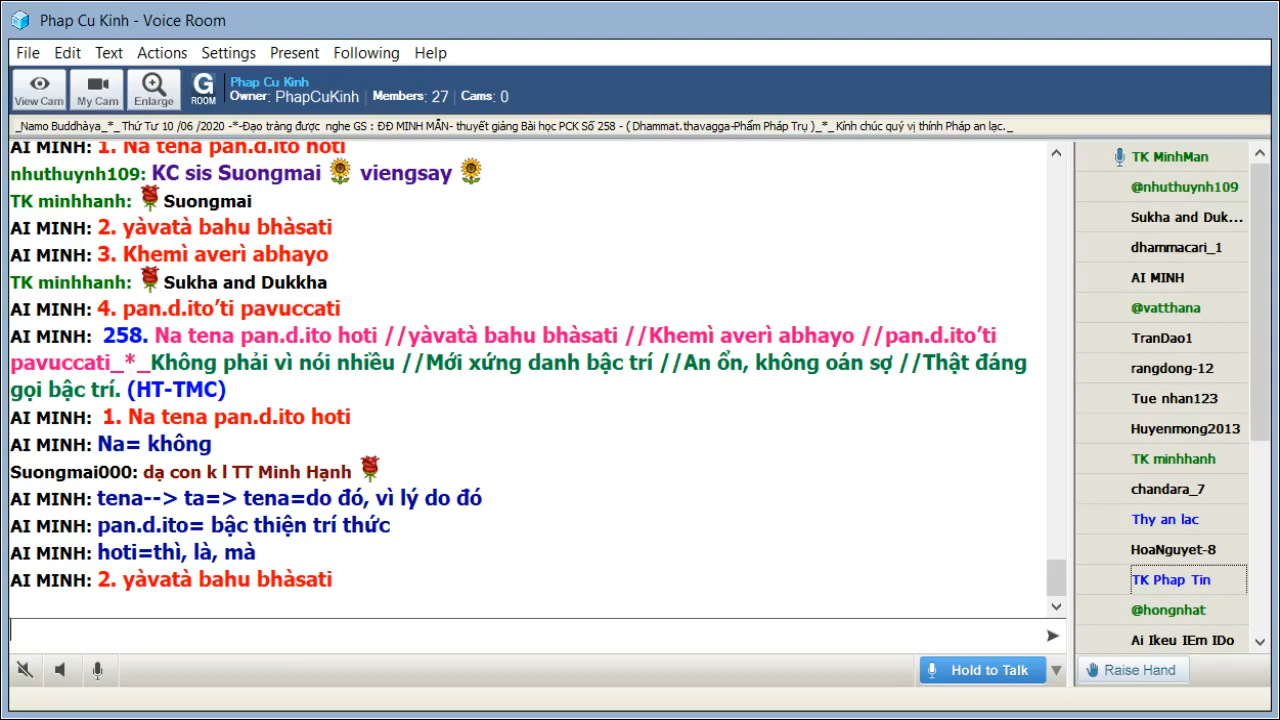 Phap Cu Kinh - Voice Room
File Edit Text Actions Settings Present Following Help
View Cam My Cam Enlarge G ROOM
Phap Cu Kinh
Owner: PhapCuKinh Members: 27 Cams: 0
_Namo Buddhàya_*_ Thứ Tư 10 /06 /2020 -*-Đạo tràng được nghe GS : ĐĐ MINH MẪN- thuyết giảng Bài học PCK Số 258 - ( Dhammat.thavagga-Phẩm Pháp Trụ )_*_ Kính chúc quý vị thính Pháp an lạc._
AI MINH: 1. Na tena pan.d.ito hoti
nhuthuynh109: KC sis Suongmai viengsay
TK minhhanh: Suongmai
AI MINH: 2. yàvatà bahu bhàsati
AI MINH: 3. Khemì averì abhayo
TK minhhanh: Sukha and Dukkha
AI MINH: 4. pan.d.ito’ti pavuccati
AI MINH: 258. Na tena pan.d.ito hoti //yàvatà bahu bhàsati //Khemì averì abhayo //pan.d.ito’ti
pavuccati_*_Không phải vì nói nhiều //Mới xứng danh bậc trí //An ổn, không oán sợ //Thật đáng
gọi bậc trí. (HT-TMC)
AI MINH: 1. Na tena pan.d.ito hoti
AI MINH: Na= không
Suongmai000: dạ con k l TT Minh Hạnh
AI MINH: tena--> ta=> tena=do đó, vì lý do đó
AI MINH: pan.d.ito= bậc thiện trí thức
AI MINH: hoti=thì, là, mà
AI MINH: 2. yàvatà bahu bhàsati
Hold to Talk
TK MinhMan
@nhuthuynh109
Sukha and Duk...
dhammacari_1
AI MINH
@vatthana
TranDao1
rangdong-12
Tue nhan123
Huyenmong2013
TK minhhanh
chandara_7
Thy an lac
HoaNguyet-8
TK Phap Tin
@hongnhat
Ai Ikeu IEm IDo
Raise Hand